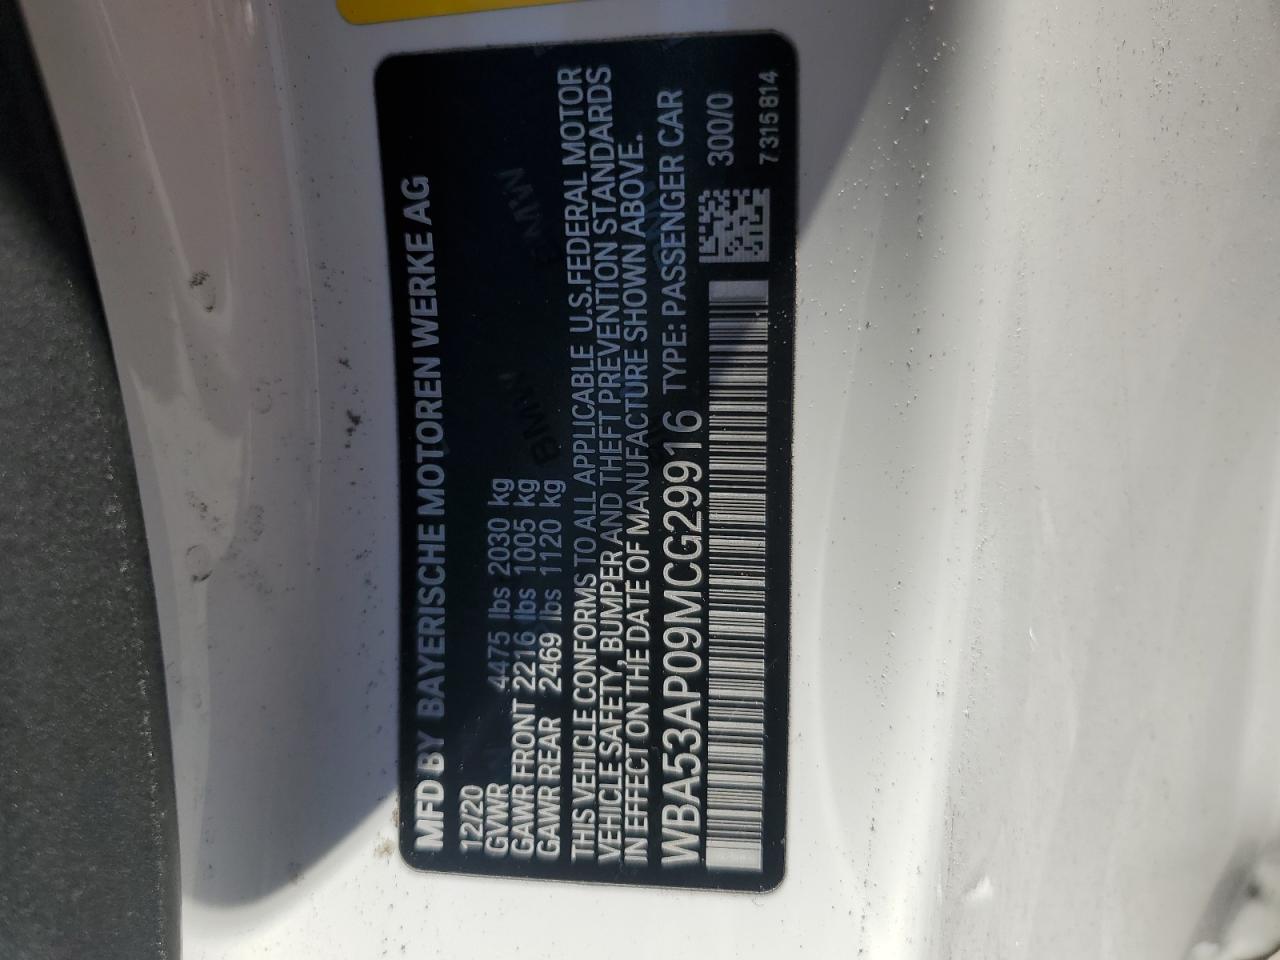 MFD BY BAYERISCHE MOTOREN WERKE AG
12/20
GVWR 4475 lbs 2030 kg
GAWR FRONT 2216 lbs 1005 kg
GAWR REAR 2469 lbs 1120 kg
THIS VEHICLE CONFORMS TO ALL APPLICABLE U.S.FEDERAL MOTOR
VEHICLE SAFETY, BUMPER AND THEFT PREVENTION STANDARDS
IN EFFECT ON THE DATE OF MANUFACTURE SHOWN ABOVE.
WBA53AP09MCG29916 TYPE: PASSENGER CAR
300/0
7315814
BMW
BMW